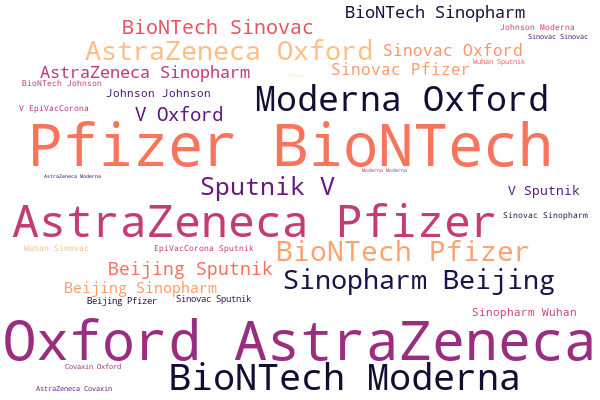 BioNTech Sinopharm
BioNTech Sinovac
Johnson Moderna
Sinovac Sinovac
AstraZeneca Oxford
Sinovac Oxford
Wuhan Sputnik
AstraZeneca Sinopharm
Sinovac Pfizer
BioNTech Johnson
Johnson Johnson
Moderna Oxford
V EpiVacCorona
V Oxford
Pfizer BioNTech
AstraZeneca Moderna
Moderna Moderna
Sputnik V
V Sputnik
AstraZeneca Pfizer
Sinovac Sinopharm
Wuhan Sinovac
EpiVacCorona Sputnik
BioNTech Pfizer
Beijing Sputnik
Sinopharm Beijing
Beijing Sinopharm
Beijing Pfizer
Sinovac Sputnik
Sinopharm Wuhan
Oxford AstraZeneca
Covaxin Oxford
BioNTech Moderna
AstraZeneca Covaxin